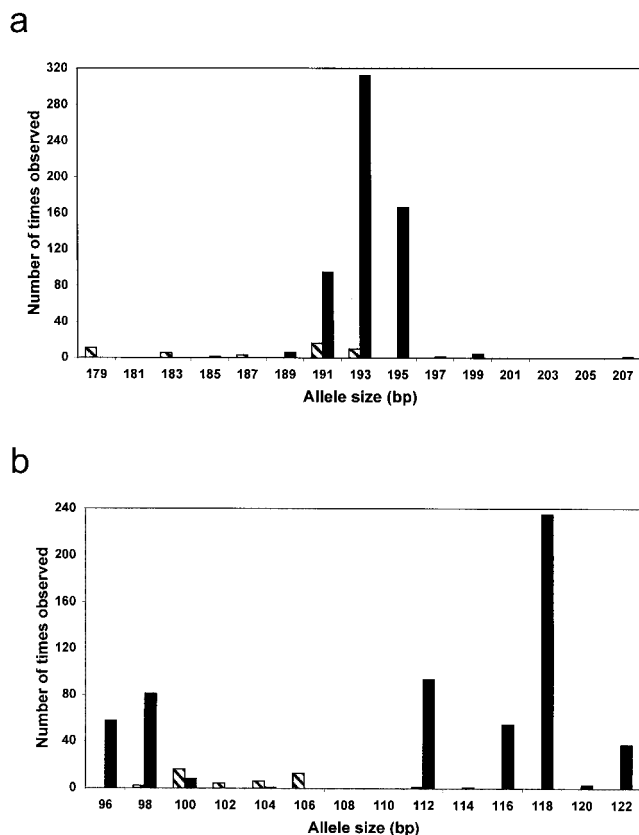 a
320
280
240
200
160
120
80
40
0
Number of times observed
179 181 183 185 187 189 191 193 195 197 199 201 203 205 207
Allele size (bp)
b
240
200
160
120
80
40
0
Number of times observed
96 98 100 102 104 106 108 110 112 114 116 118 120 122
Allele size (bp)